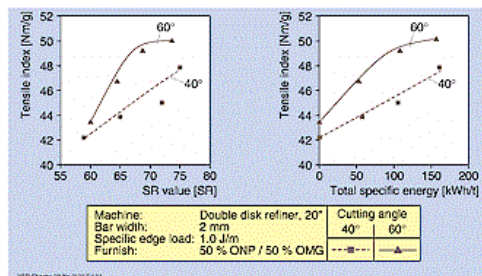 52
50
48
46
44
42
40
Tensile index [Nm/g]
60°
40°
55 60 65 70 75 80
SR value [SR]
52
50
48
46
44
42
40
Tensile index [Nm/g]
60°
40°
0 50 100 150 200
Total specific energy [kWh/t]
Machine: Double disk refiner, 20"
Bar width: 2 mm
Specific edge load: 1.0 J/m
Furnish: 50 % ONP / 50 % OMG
Cutting angle
40° 60°